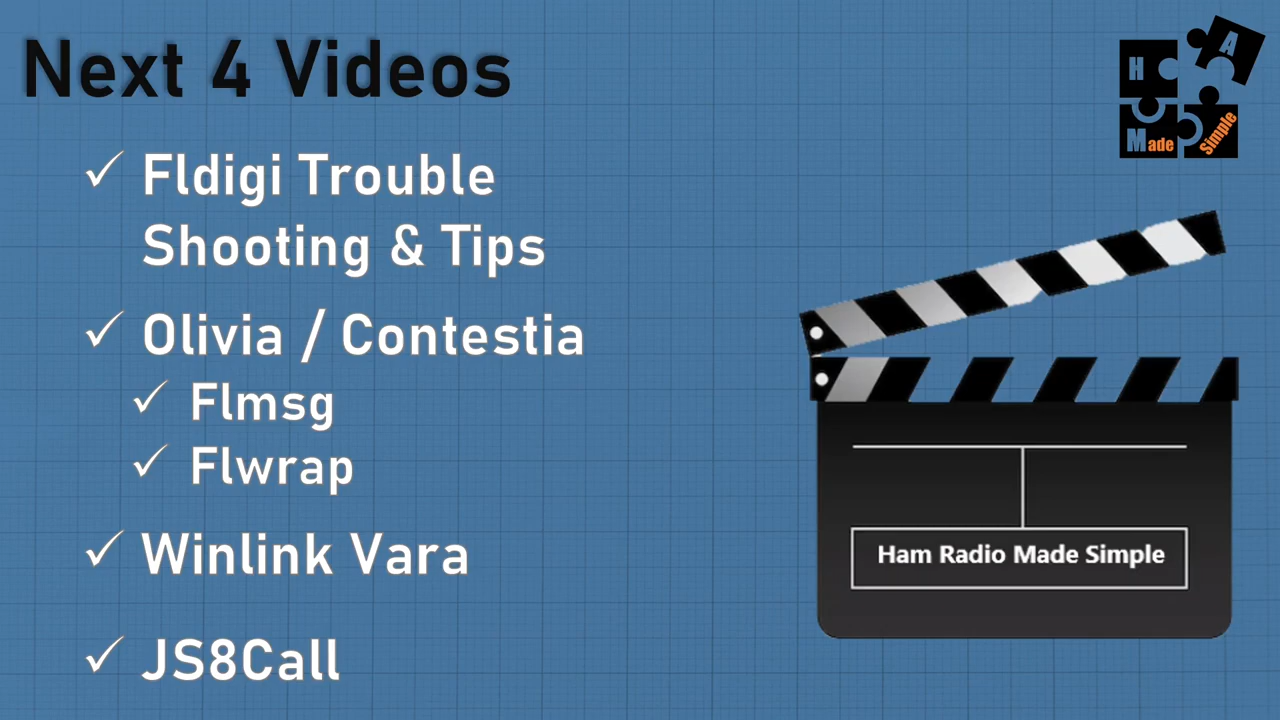 Next 4 Videos
H
A
Made
Simple
✓ Fldigi Trouble
Shooting & Tips
✓ Olivia / Contestia
✓ Flmsg
✓ Flwrap
✓ Winlink Vara
✓ JS8Call
Ham Radio Made Simple